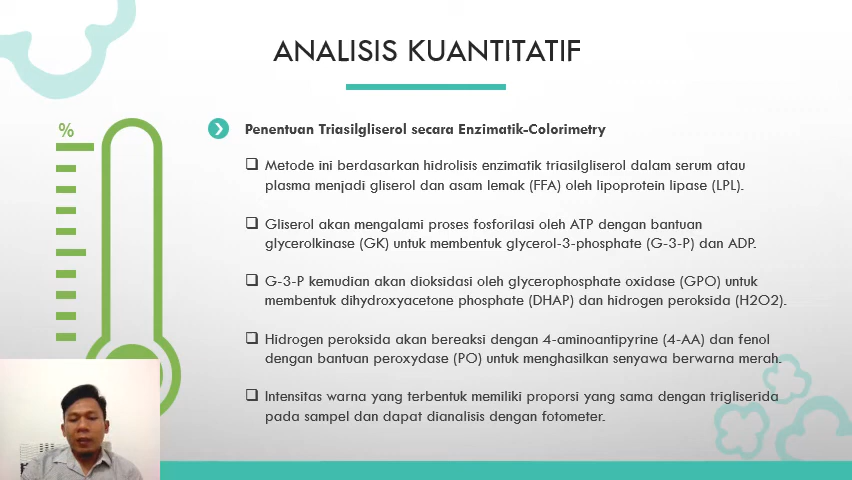 ANALISIS KUANTITATIF
%
Penentuan Triasilgliserol secara Enzimatik-Colorimetry
Metode ini berdasarkan hidrolisis enzimatik triasilgliserol dalam serum atau
plasma menjadi gliserol dan asam lemak (FFA) oleh lipoprotein lipase (LPL).
Gliserol akan mengalami proses fosforilasi oleh ATP dengan bantuan
glycerolkinase (GK) untuk membentuk glycerol-3-phosphate (G-3-P) dan ADP.
G-3-P kemudian akan dioksidasi oleh glycerophosphate oxidase (GPO) untuk
membentuk dihydroxyacetone phosphate (DHAP) dan hidrogen peroksida (H2O2).
Hidrogen peroksida akan bereaksi dengan 4-aminoantipyrine (4-AA) dan fenol
dengan bantuan peroxydase (PO) untuk menghasilkan senyawa berwarna merah.
Intensitas warna yang terbentuk memiliki proporsi yang sama dengan trigliserida
pada sampel dan dapat dianalisis dengan fotometer.